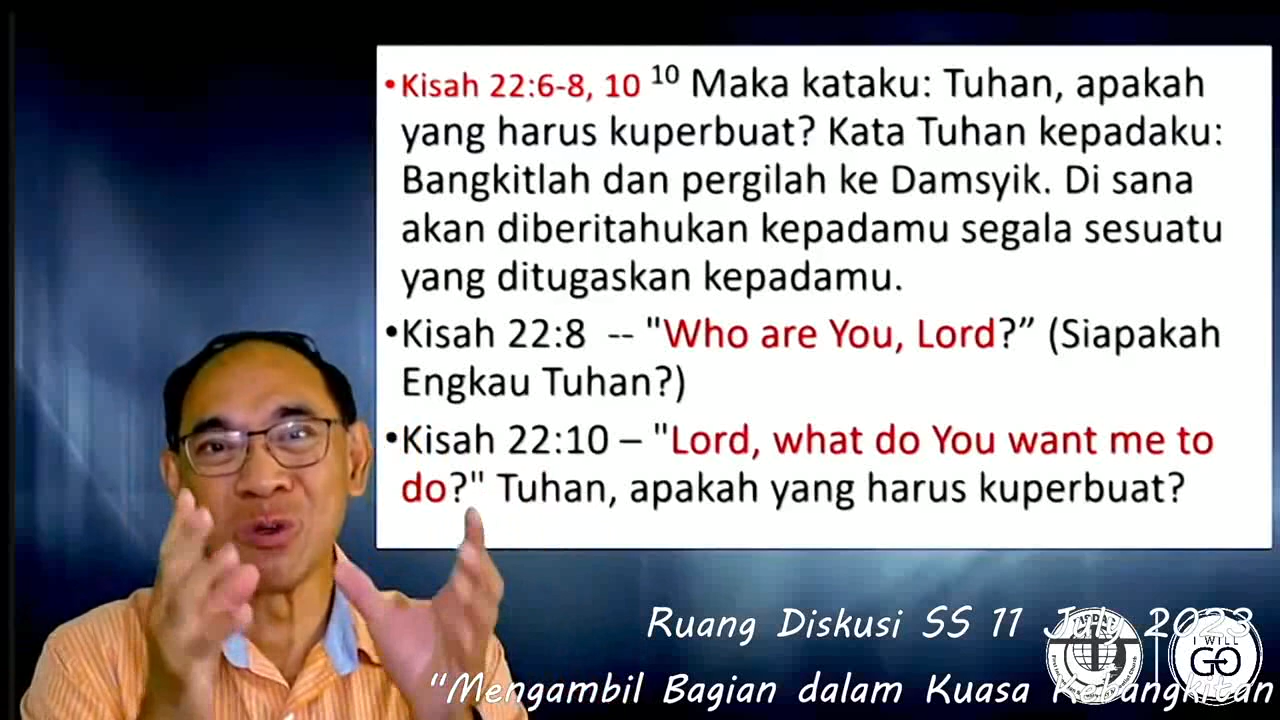 •Kisah 22:6-8, 10 ¹⁰ Maka kataku: Tuhan, apakah
yang harus kuperbuat? Kata Tuhan kepadaku:
Bangkitlah dan pergilah ke Damsyik. Di sana
akan diberitahukan kepadamu segala sesuatu
yang ditugaskan kepadamu.
•Kisah 22:8 -- "Who are You, Lord?” (Siapakah
Engkau Tuhan?)
•Kisah 22:10 – "Lord, what do You want me to
do?" Tuhan, apakah yang harus kuperbuat?
Ruang Diskusi SS 11 July 2023
I WILL
GO
"Mengambil Bagian dalam Kuasa Kebangkitan